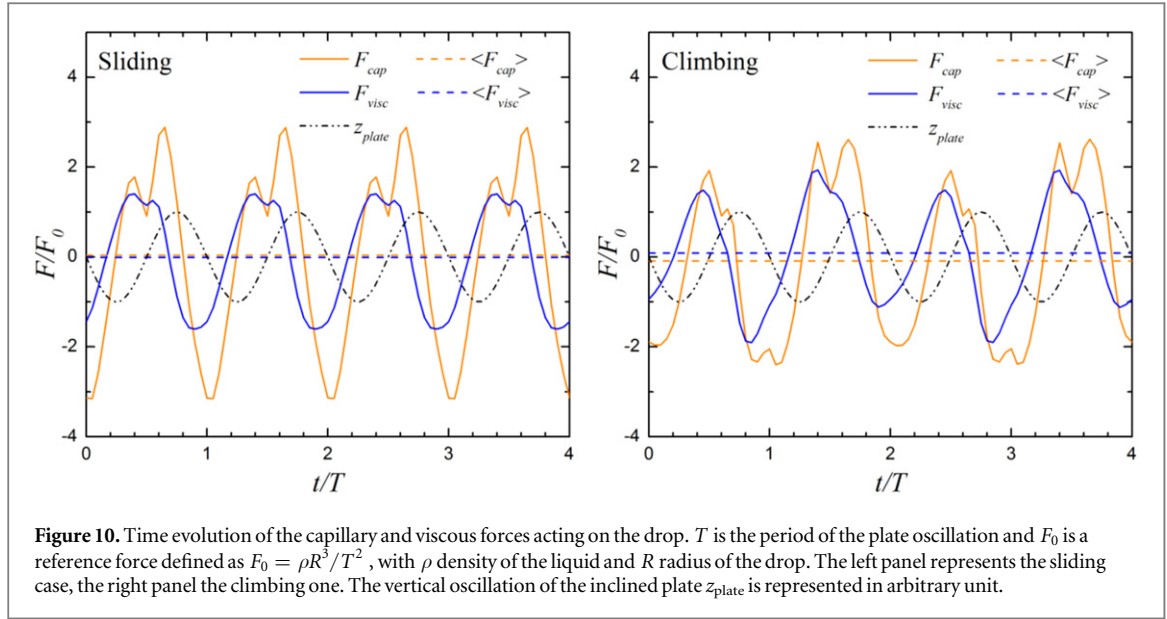 Sliding
F_cap
<F_cap>
F_visc
<F_visc>
z_plate
F/F_0
4
2
0
-2
-4
0
1
2
3
4
t/T
Climbing
F_cap
<F_cap>
F_visc
<F_visc>
z_plate
F/F_0
4
2
0
-2
-4
0
1
2
3
4
t/T
Figure 10. Time evolution of the capillary and viscous forces acting on the drop. T is the period of the plate oscillation and F_0 is a
reference force defined as F_0 = ρR^3/T^2 , with ρ density of the liquid and R radius of the drop. The left panel represents the sliding
case, the right panel the climbing one. The vertical oscillation of the inclined plate z_plate is represented in arbitrary unit.